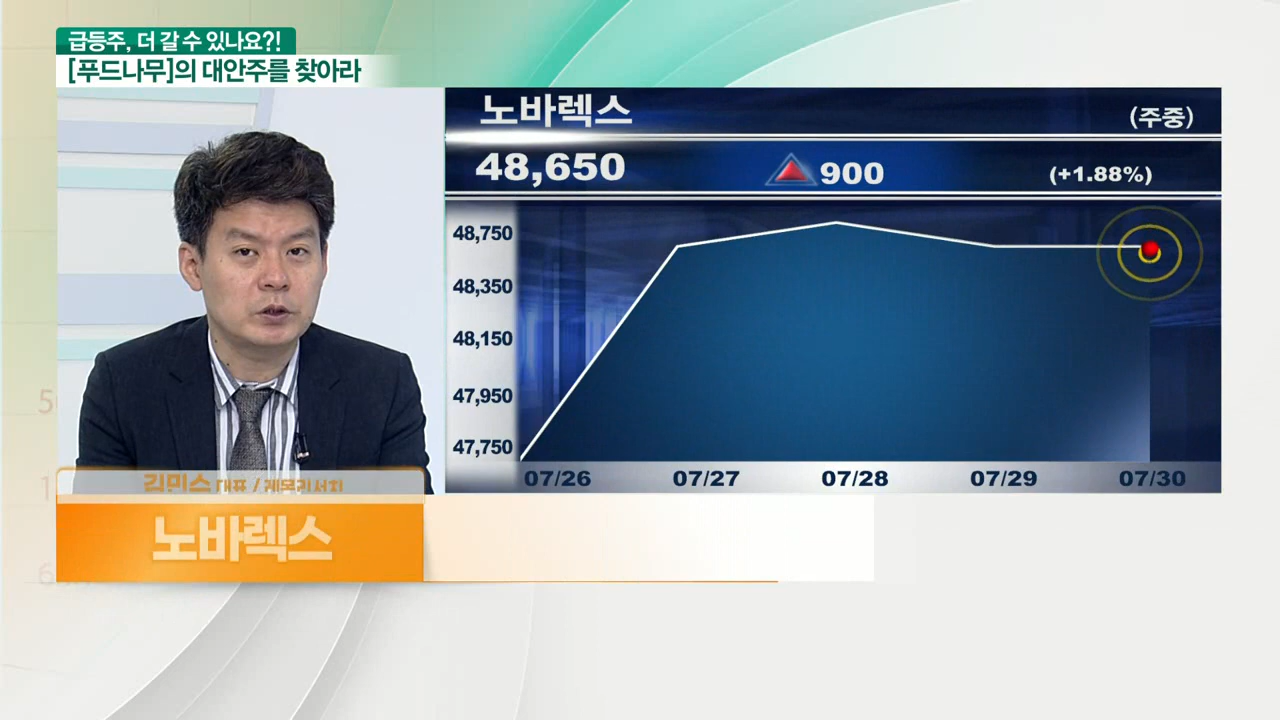 급등주, 더 갈 수 있나요?!
[푸드나무]의 대안주를 찾아라
노바렉스
(주중)
48,650
900
(+1.88%)
48,750
48,350
48,150
47,950
47,750
07/26
07/27
07/28
07/29
07/30
대표 /
노바렉스